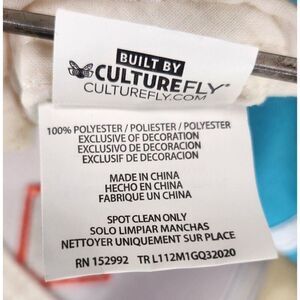 BUILT BY
CULTUREFLY®
CULTUREFLY.COM
100% POLYESTER / POLIESTER / POLYESTER
EXCLUSIVE OF DECORATION
EXCLUSIVO DE DECORACION
EXCLUSIF DE DECORATION
MADE IN CHINA
HECHO EN CHINA
FABRIQUE UN CHINA
SPOT CLEAN ONLY
SOLO LIMPIAR MANCHAS
NETTOYER UNIQUEMENT SUR PLACE
RN 152992 TR L112M1GQ32020